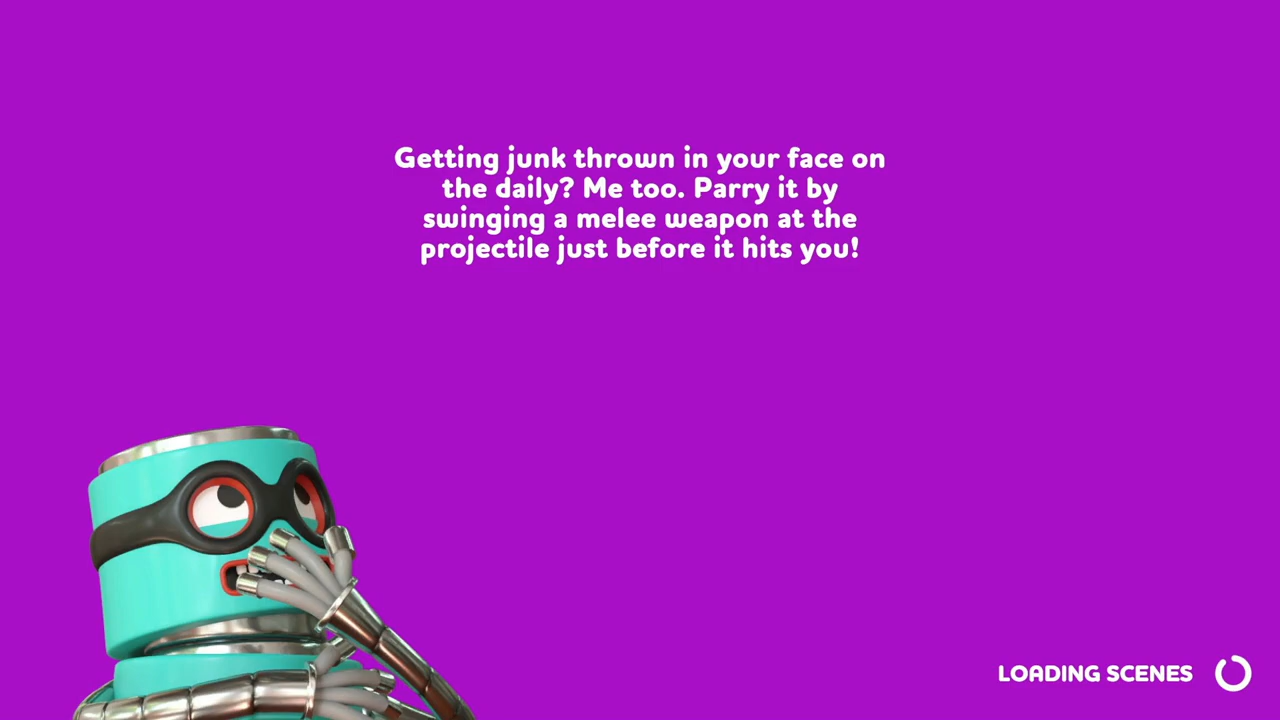 Getting junk thrown in your face on
the daily? Me too. Parry it by
swinging a melee weapon at the
projectile just before it hits you!
LOADING SCENES